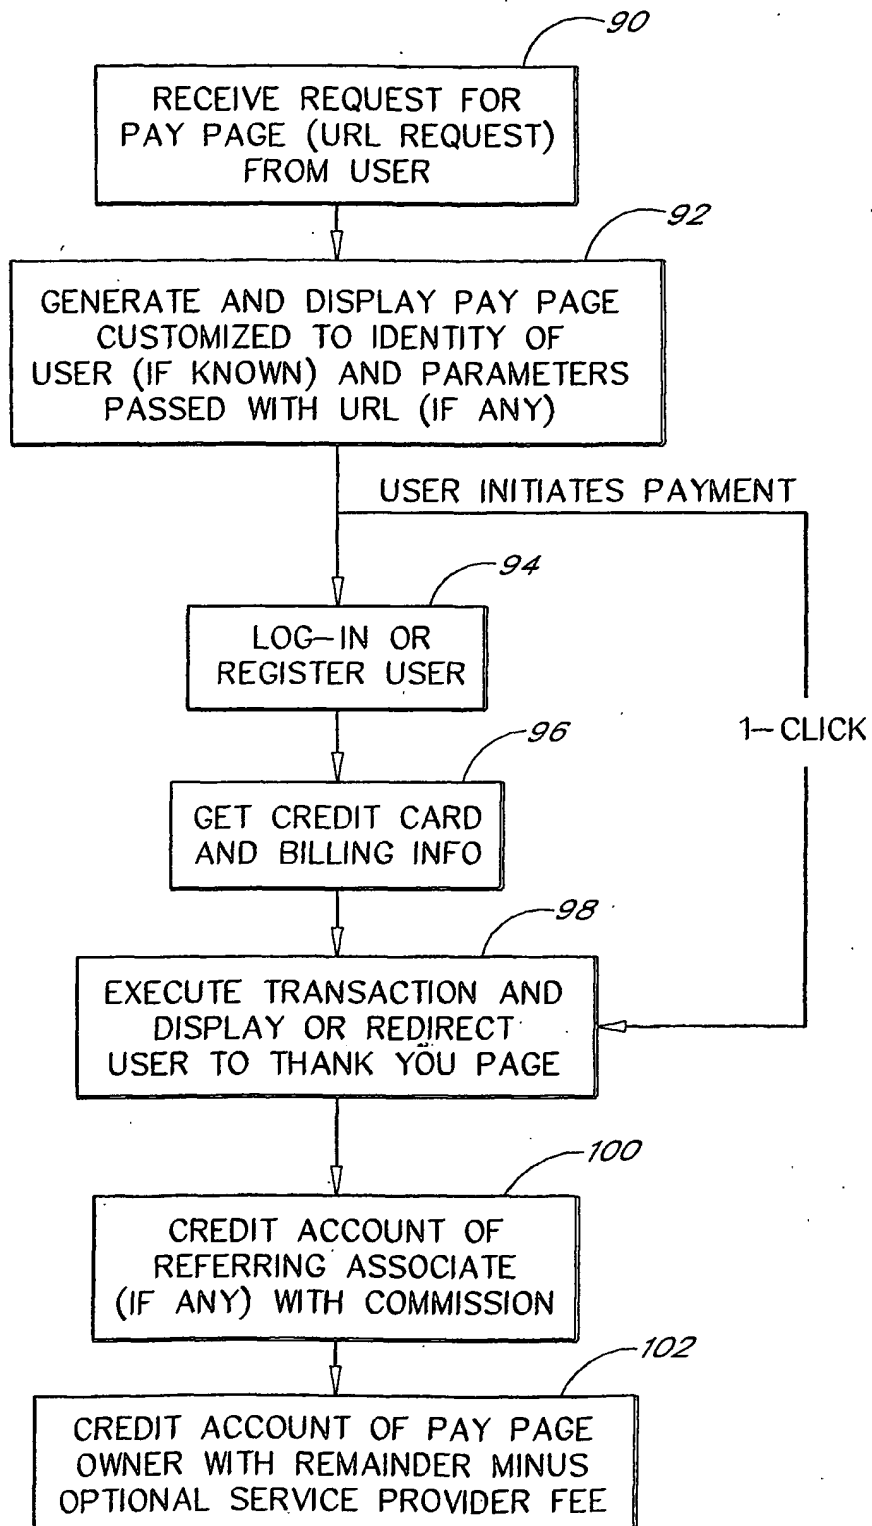 90
RECEIVE REQUEST FOR
PAY PAGE (URL REQUEST)
FROM USER
92
GENERATE AND DISPLAY PAY PAGE
CUSTOMIZED TO IDENTITY OF
USER (IF KNOWN) AND PARAMETERS
PASSED WITH URL (IF ANY)
USER INITIATES PAYMENT
94
LOG-IN OR
REGISTER USER
1-CLICK
96
GET CREDIT CARD
AND BILLING INFO
98
EXECUTE TRANSACTION AND
DISPLAY OR REDIRECT
USER TO THANK YOU PAGE
100
CREDIT ACCOUNT OF
REFERRING ASSOCIATE
(IF ANY) WITH COMMISSION
102
CREDIT ACCOUNT OF PAY PAGE
OWNER WITH REMAINDER MINUS
OPTIONAL SERVICE PROVIDER FEE